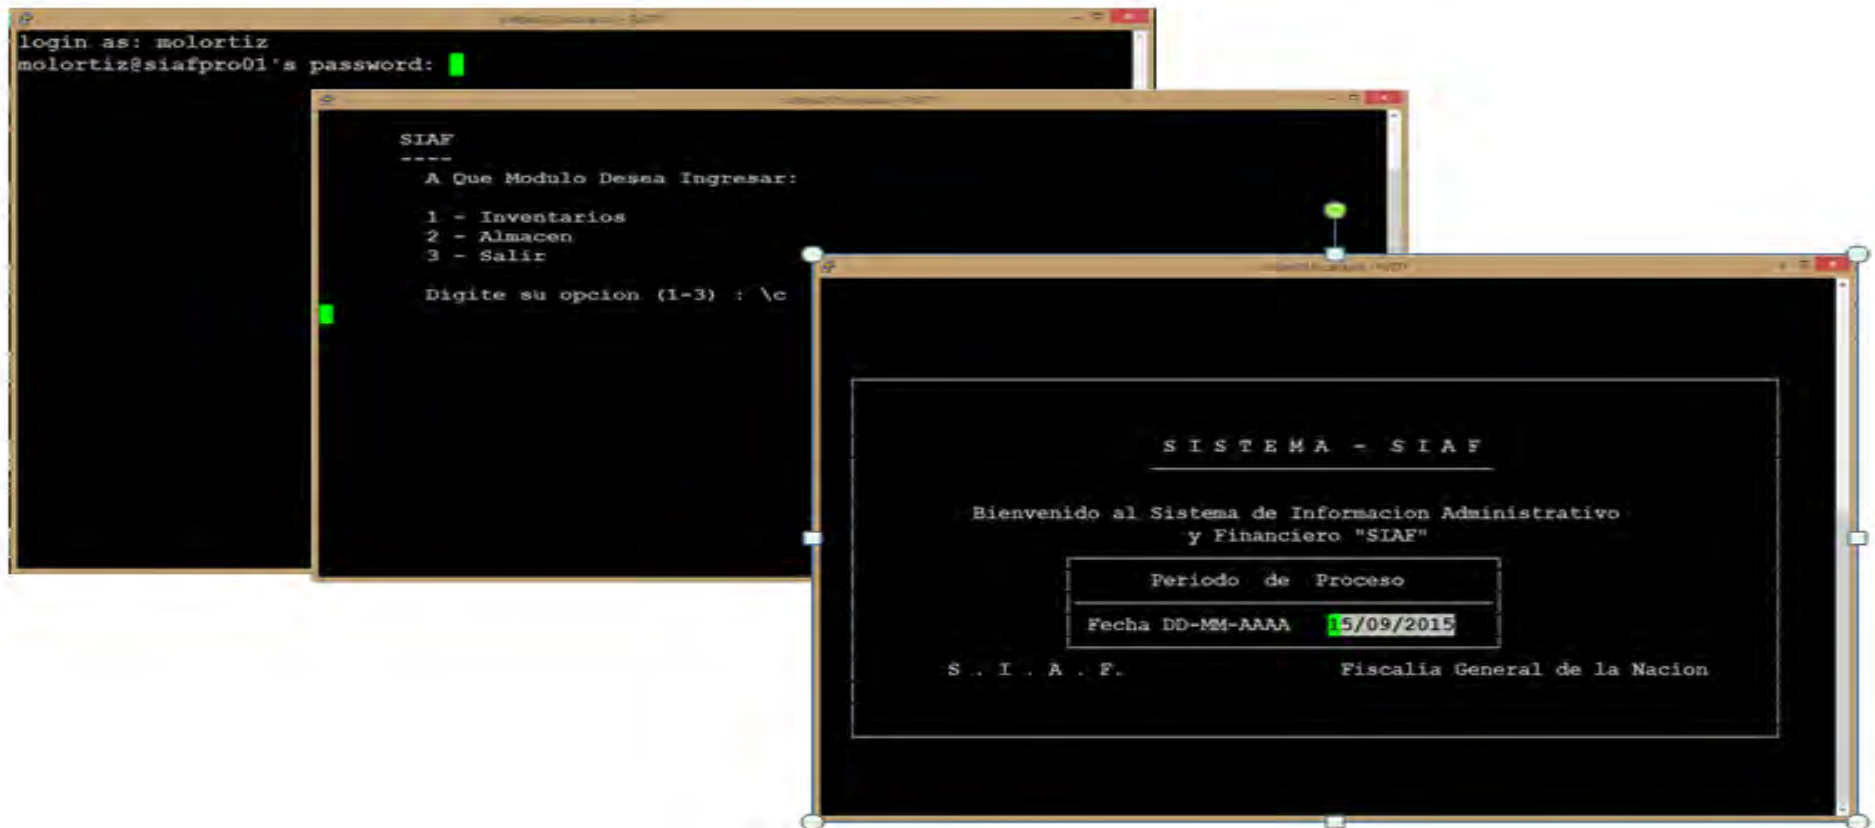 login as: molortiz
molortiz@siafpro01's password:
SIAF
----
A Que Modulo Desea Ingresar:
1 - Inventarios
2 - Almacen
3 - Salir
Digite su opcion (1-3) : \c
S I S T E M A - S I A F
Bienvenido al Sistema de Informacion Administrativo
y Financiero "SIAF"
Periodo de Proceso
Fecha DD-MM-AAAA 15/09/2015
S . I . A . F. Fiscalia General de la Nacion